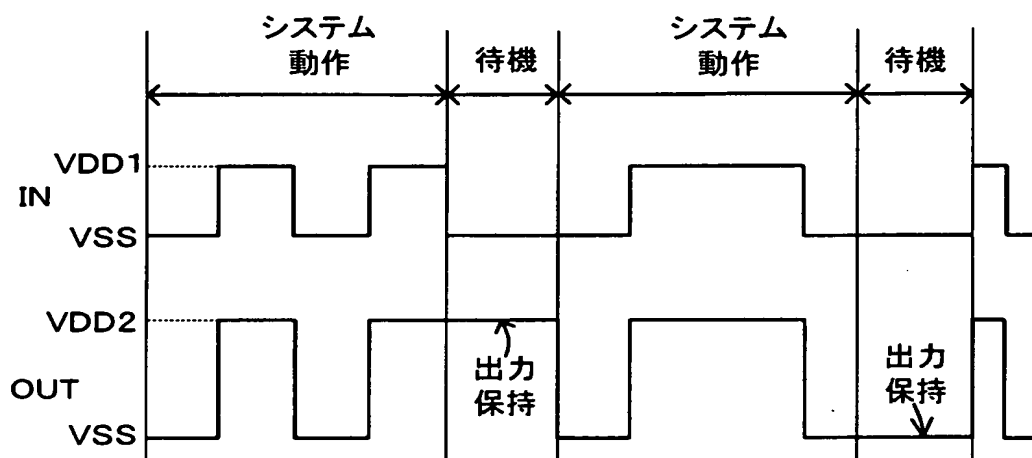 システム
動作
待機
システム
動作
待機
VDD1
IN
VSS
VDD2
出力
保持
OUT
VSS
出力
保持